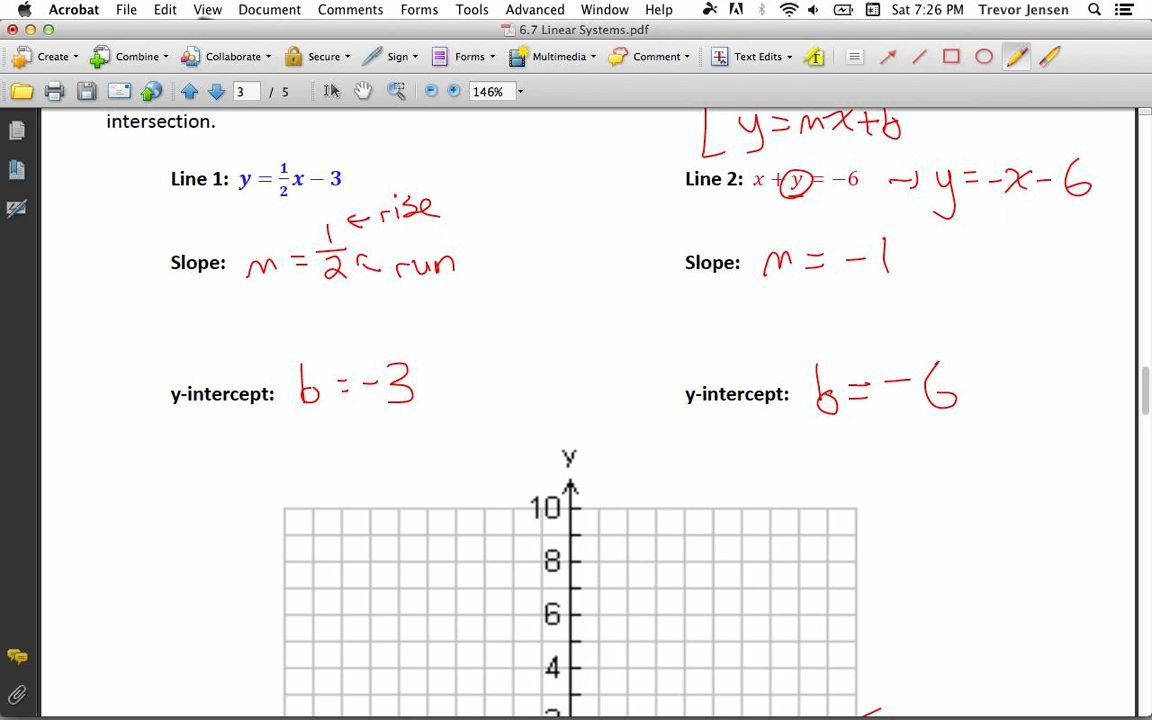 Acrobat File Edit View Document Comments Forms Tools Advanced Window Help Sat 7:26 PM Trevor Jensen
6.7 Linear Systems.pdf
Create Combine Collaborate Secure Sign Forms Multimedia Comment Text Edits
3 / 5 146%
intersection.
y=mx+b
Line 1: y = 1/2 x − 3
Line 2: x + y = −6 → y=-x-6
Slope: m = 1/2 ← rise ← run
Slope: m = -1
y-intercept: b = -3
y-intercept: b = -6
y
10
8
6
4